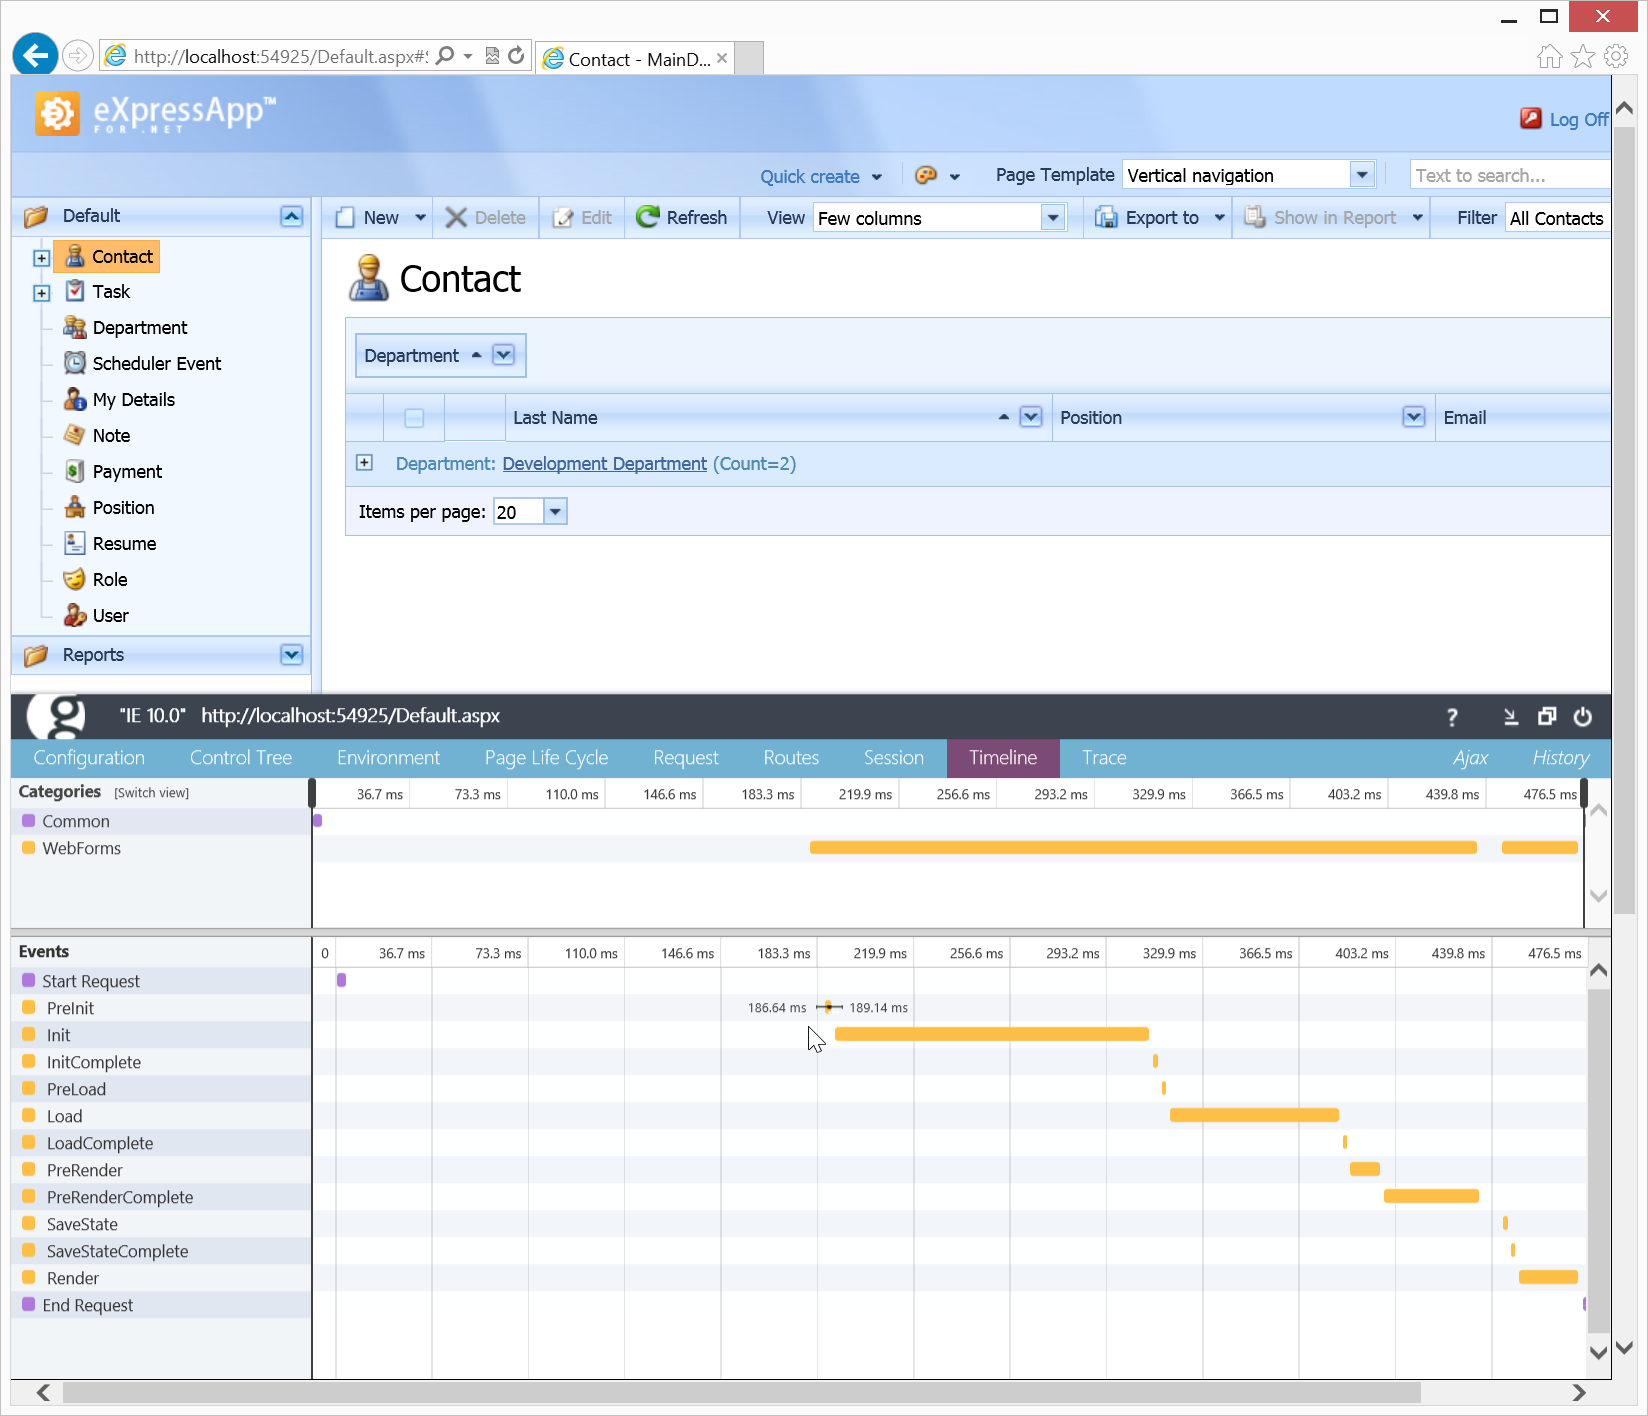 http://localhost:54925/Default.aspx#S
Contact - MainD...
eXpressApp™
FOR .NET
Log Off
Quick create
Page Template
Vertical navigation
Text to search...
Default
New
Delete
Edit
Refresh
View
Few columns
Export to
Show in Report
Filter
All Contacts
Contact
Task
Department
Scheduler Event
My Details
Note
Payment
Position
Resume
Role
User
Reports
Contact
Department
Last Name
Position
Email
Department: Development Department (Count=2)
Items per page: 20
g
"IE 10.0" http://localhost:54925/Default.aspx
?
Configuration
Control Tree
Environment
Page Life Cycle
Request
Routes
Session
Timeline
Trace
Ajax
History
Categories [Switch view]
36.7 ms 73.3 ms 110.0 ms 146.6 ms 183.3 ms 219.9 ms 256.6 ms 293.2 ms 329.9 ms 366.5 ms 403.2 ms 439.8 ms 476.5 ms
Common
WebForms
Events
0 36.7 ms 73.3 ms 110.0 ms 146.6 ms 183.3 ms 219.9 ms 256.6 ms 293.2 ms 329.9 ms 366.5 ms 403.2 ms 439.8 ms 476.5 ms
Start Request
PreInit
186.64 ms 189.14 ms
Init
InitComplete
PreLoad
Load
LoadComplete
PreRender
PreRenderComplete
SaveState
SaveStateComplete
Render
End Request